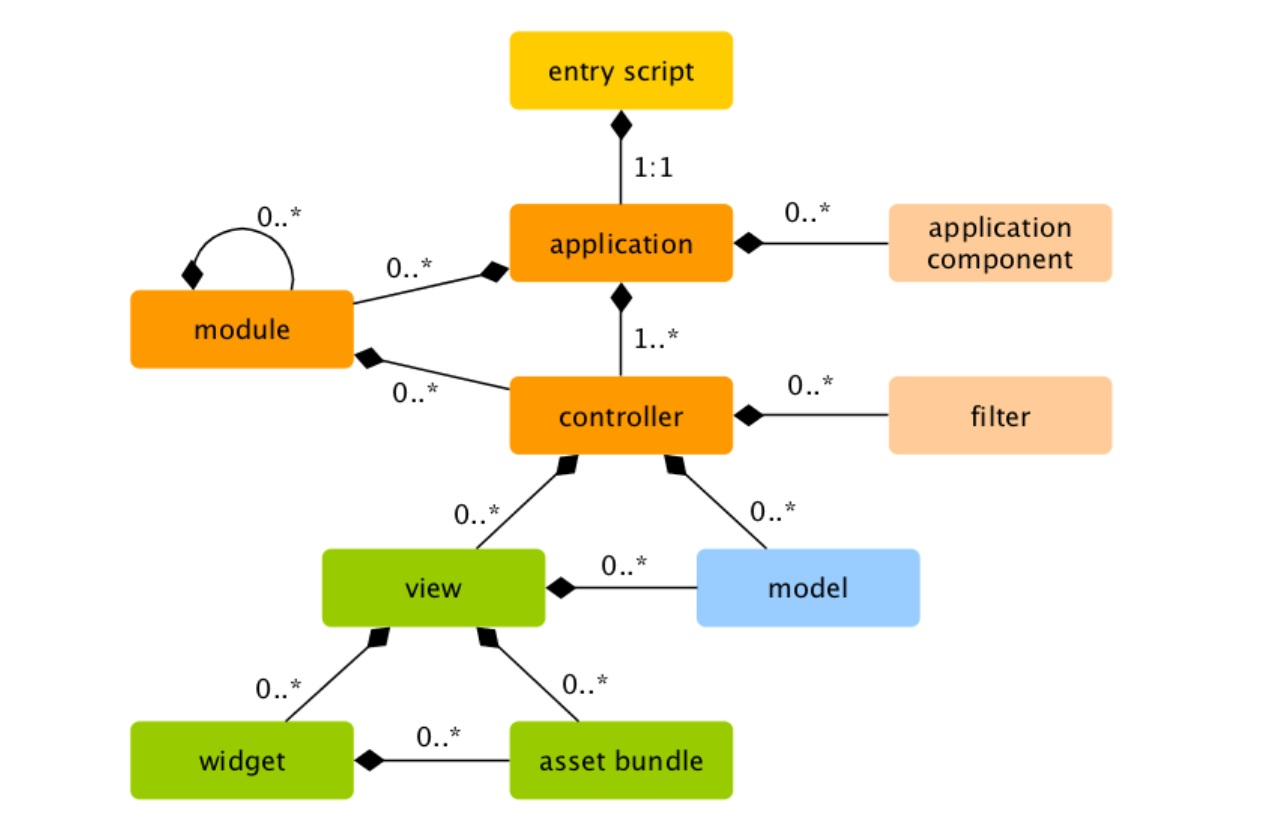 entry script
1:1
0..*
0..*
application
application
component
0..*
module
1..*
0..*
0..*
controller
filter
0..*
0..*
0..*
view
model
0..*
0..*
0..*
widget
asset bundle